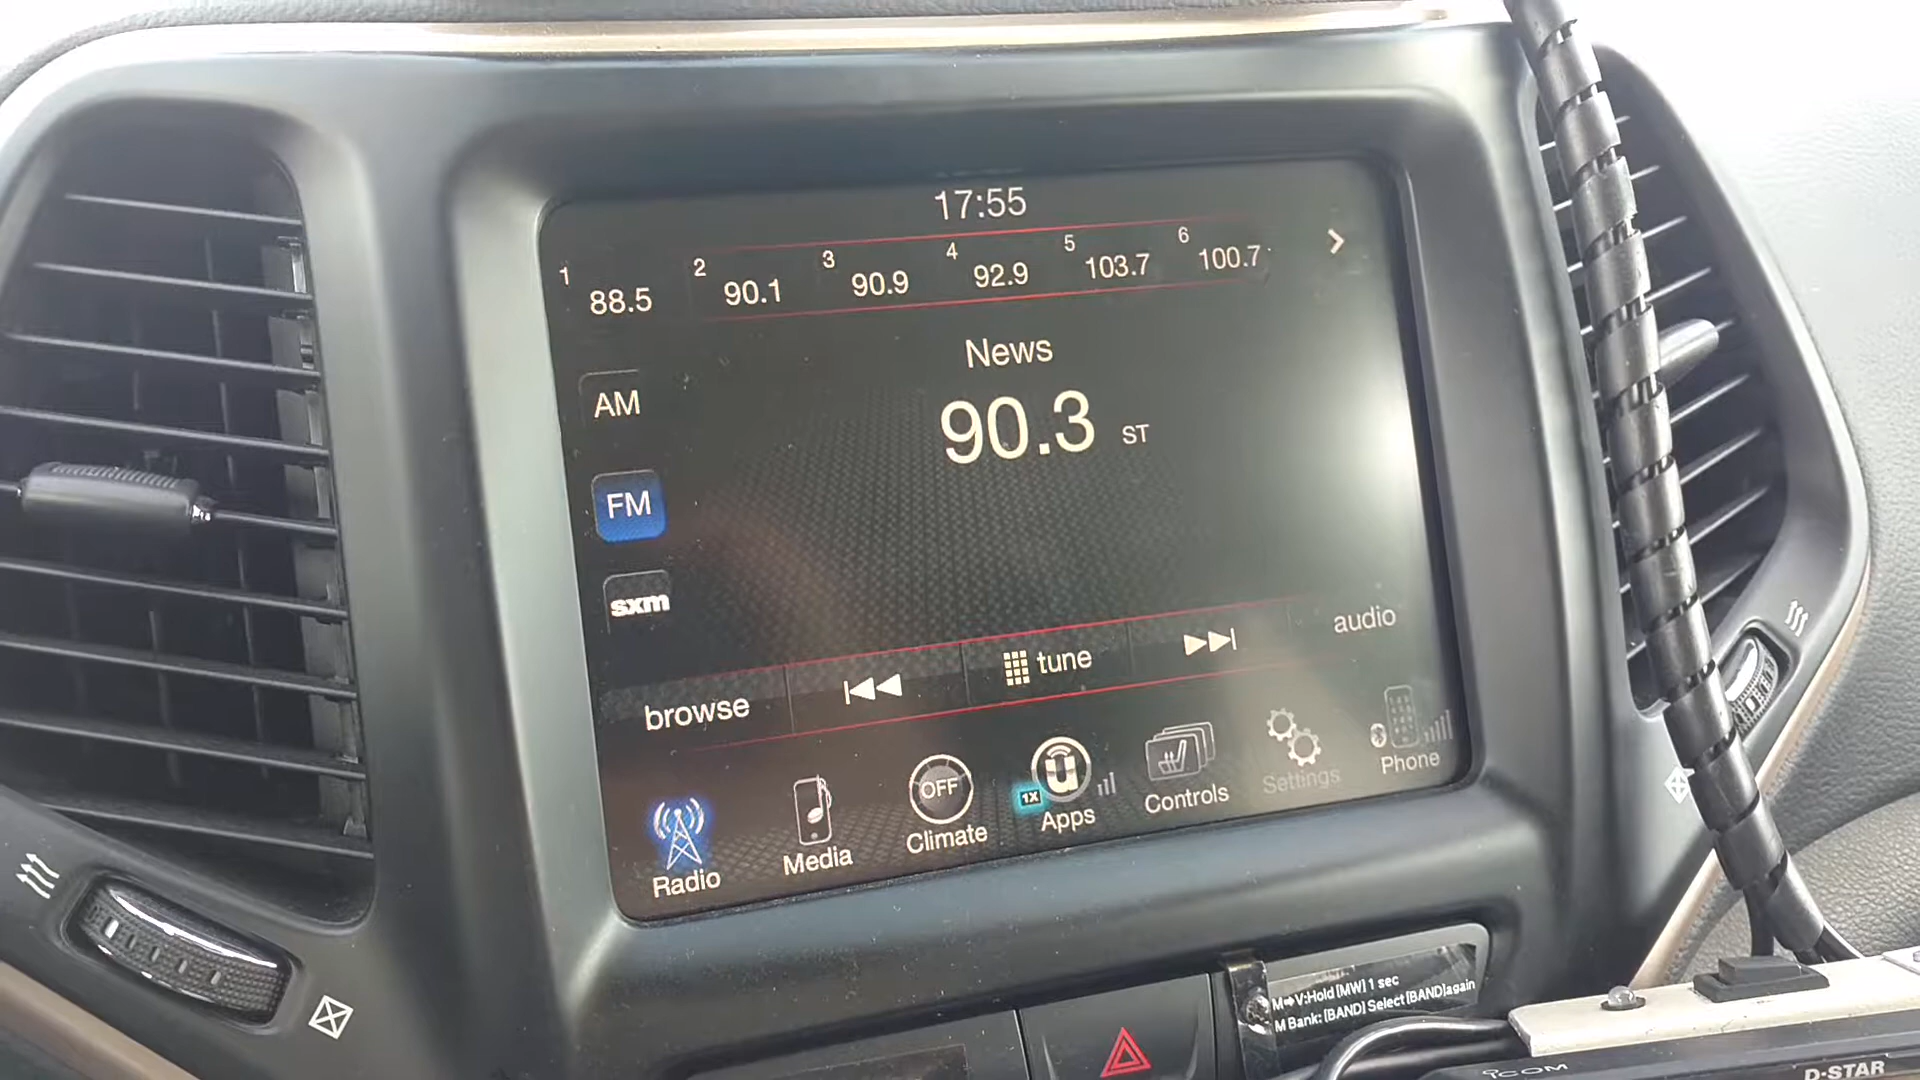 17:55
1 88.5 2 90.1 3 90.9 4 92.9 5 103.7 6 100.7
News
AM
90.3 ST
FM
sxm
browse tune audio
Radio Media OFF Climate 1X Apps Controls Settings Phone
M➡V:Hold [MW] 1 sec
M Bank: [BAND] Select [BAND]again
ICOM D-STAR